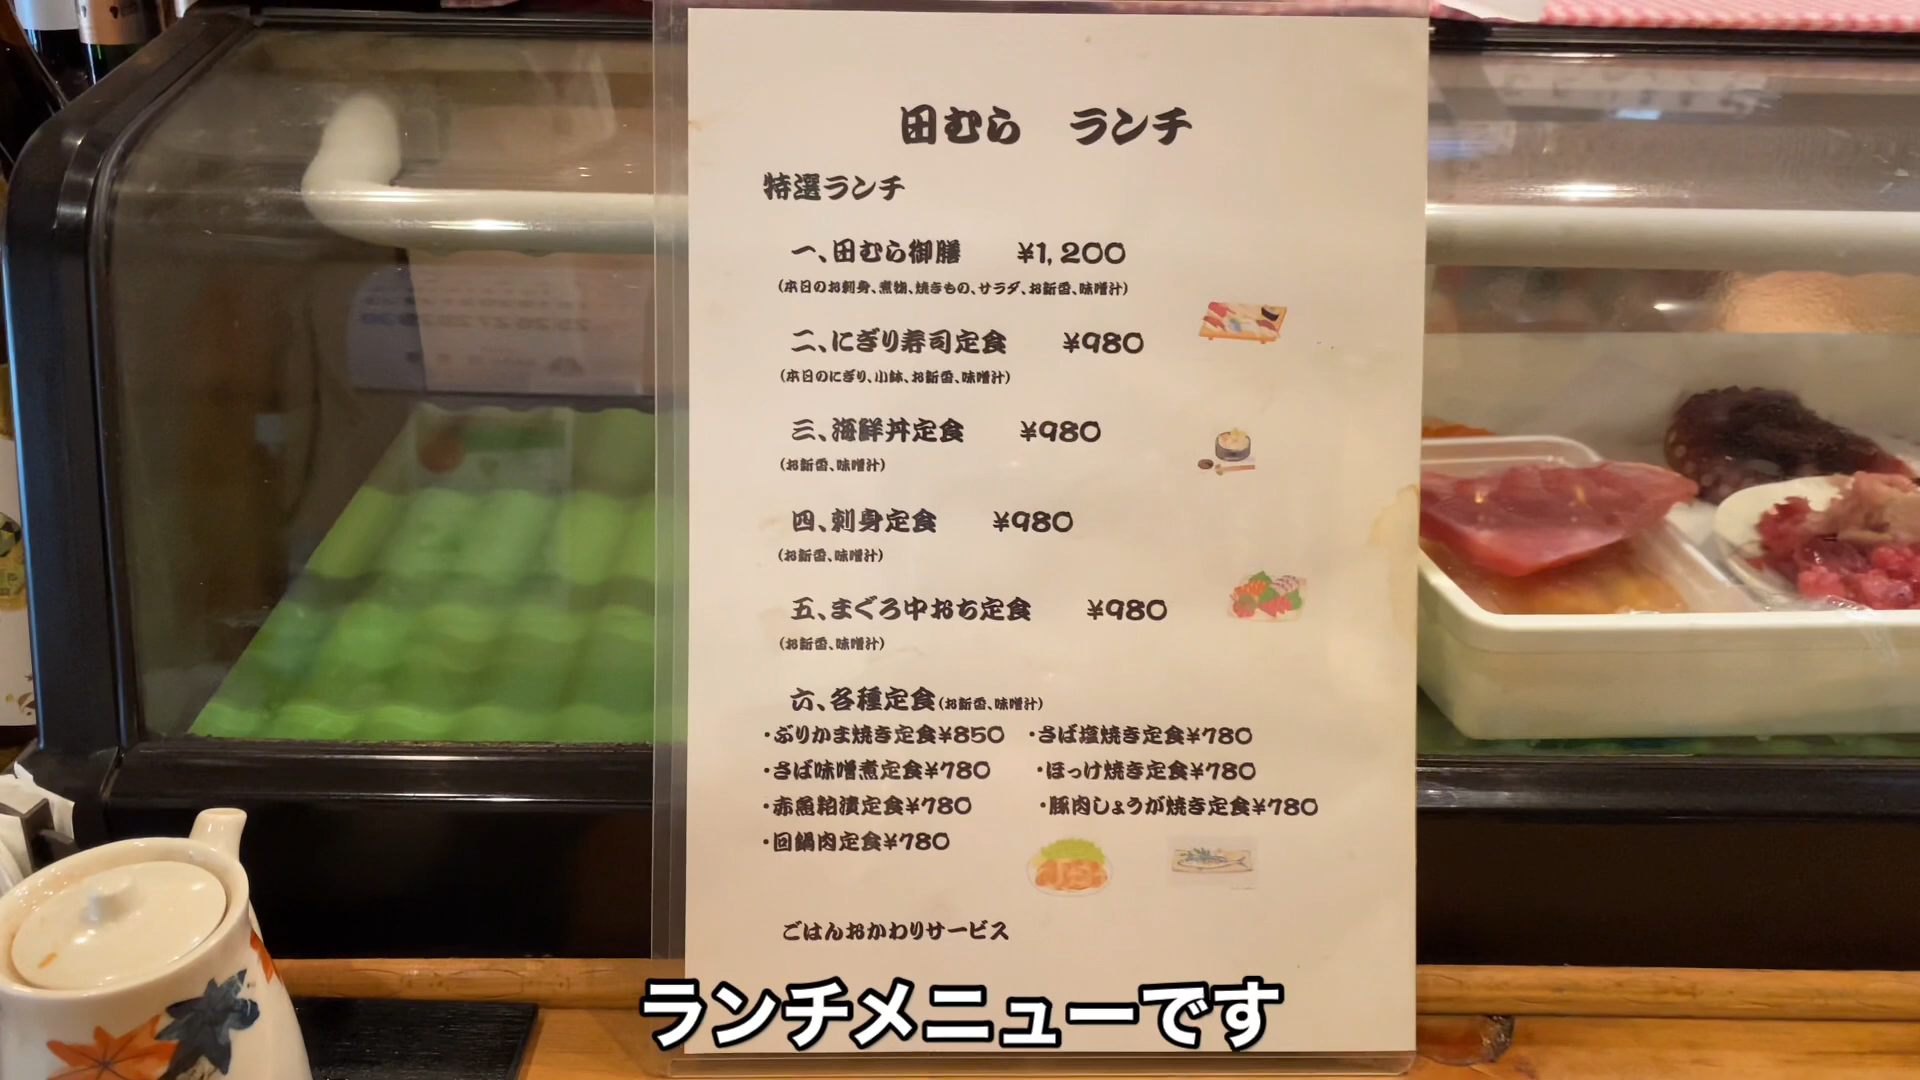 田むら　ランチ
特選ランチ
一、田むら御膳　¥1,200
(本日のお刺身、煮物、焼きもの、サラダ、お新香、味噌汁)
二、にぎり寿司定食　¥980
(本日のにぎり、小鉢、お新香、味噌汁)
三、海鮮丼定食　¥980
(お新香、味噌汁)
四、刺身定食　¥980
(お新香、味噌汁)
五、まぐろ中おち定食　¥980
(お新香、味噌汁)
六、各種定食(お新香、味噌汁)
・ぶりかま焼き定食¥850　・さば塩焼き定食¥780
・さば味噌煮定食¥780　・ほっけ焼き定食¥780
・赤魚粕漬定食¥780　・豚肉しょうが焼き定食¥780
・回鍋肉定食¥780
ごはんおかわりサービス
ランチメニューです